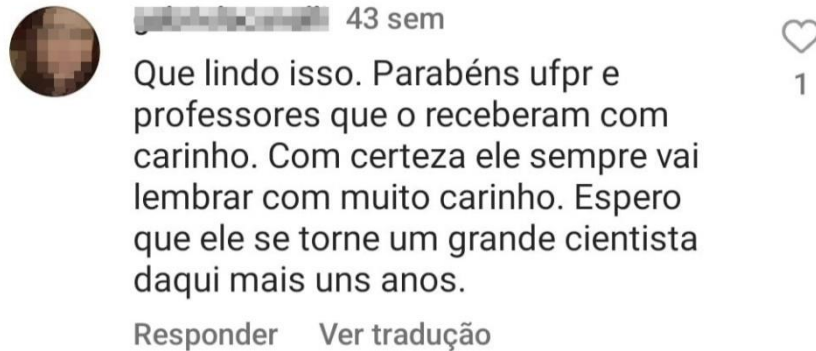 43 sem
Que lindo isso. Parabéns ufpr e
professores que o receberam com
carinho. Com certeza ele sempre vai
lembrar com muito carinho. Espero
que ele se torne um grande cientista
daqui mais uns anos.
1
Responder Ver tradução